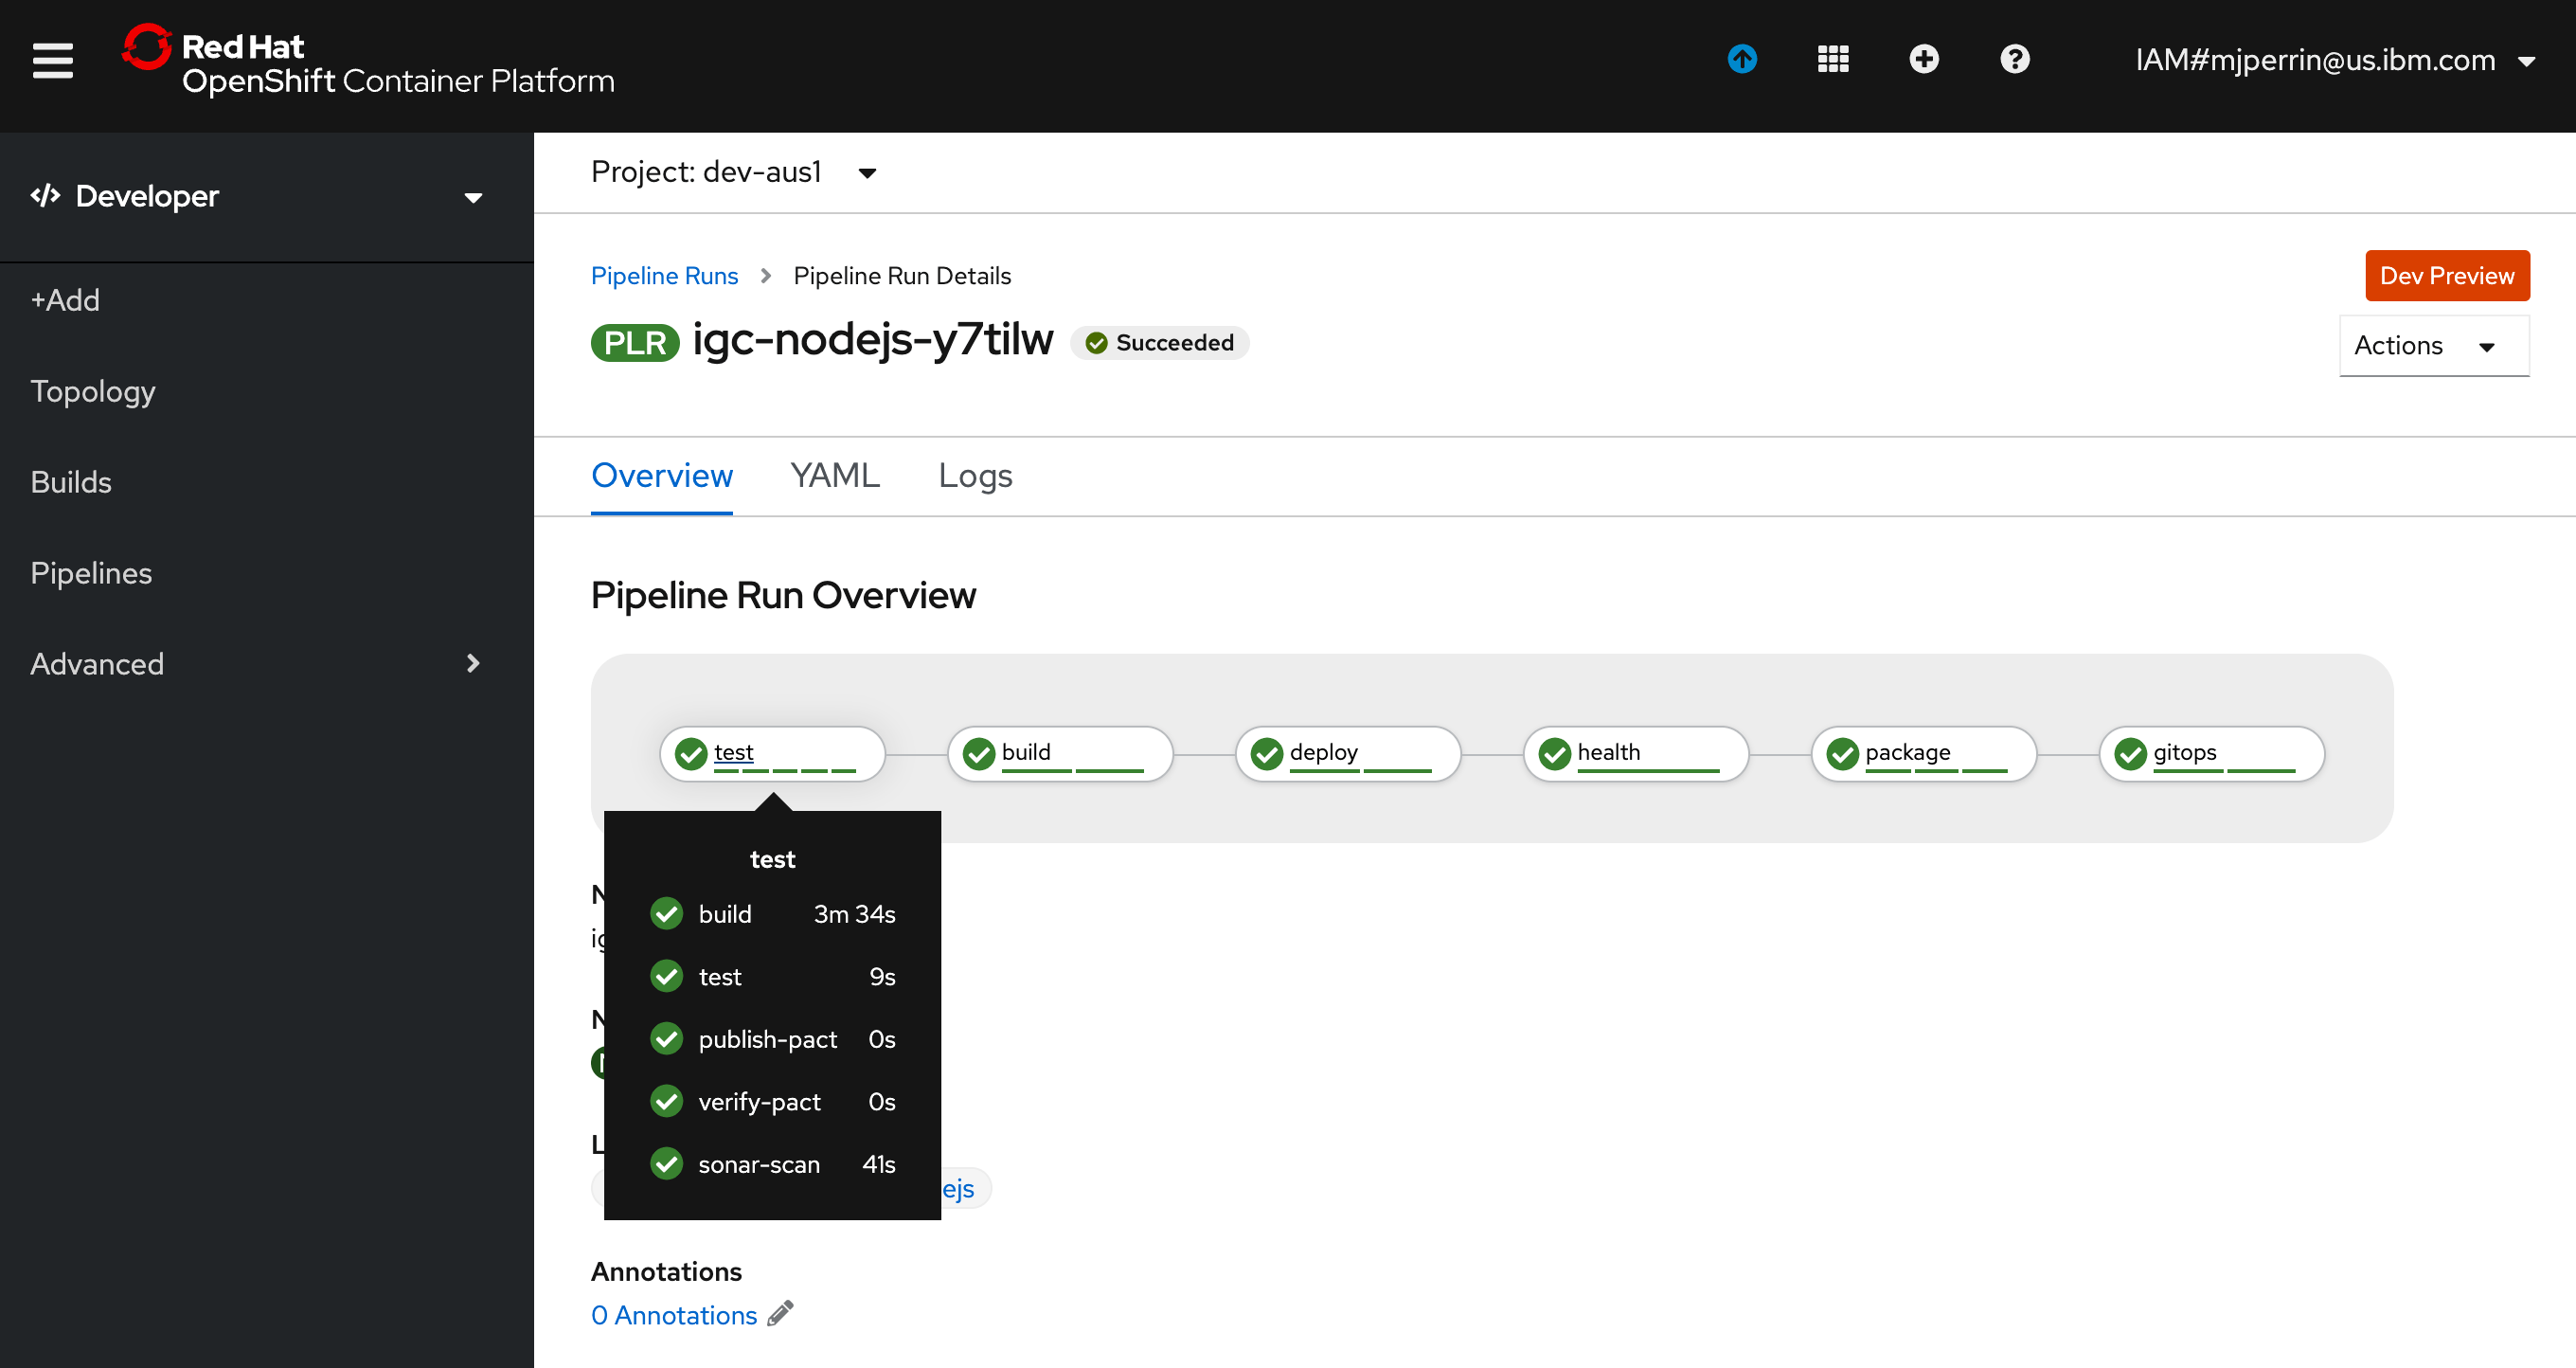 Red Hat
OpenShift Container Platform
IAM#mjperrin@us.ibm.com
Developer
+Add
Topology
Builds
Pipelines
Advanced
Project: dev-aus1
Pipeline Runs
Pipeline Run Details
Dev Preview
PLR igc-nodejs-y7tilw
Succeeded
Actions
Overview
YAML
Logs
Pipeline Run Overview
test
build
deploy
health
package
gitops
test
build 3m 34s
test 9s
publish-pact 0s
verify-pact 0s
sonar-scan 41s
ejs
Annotations
0 Annotations